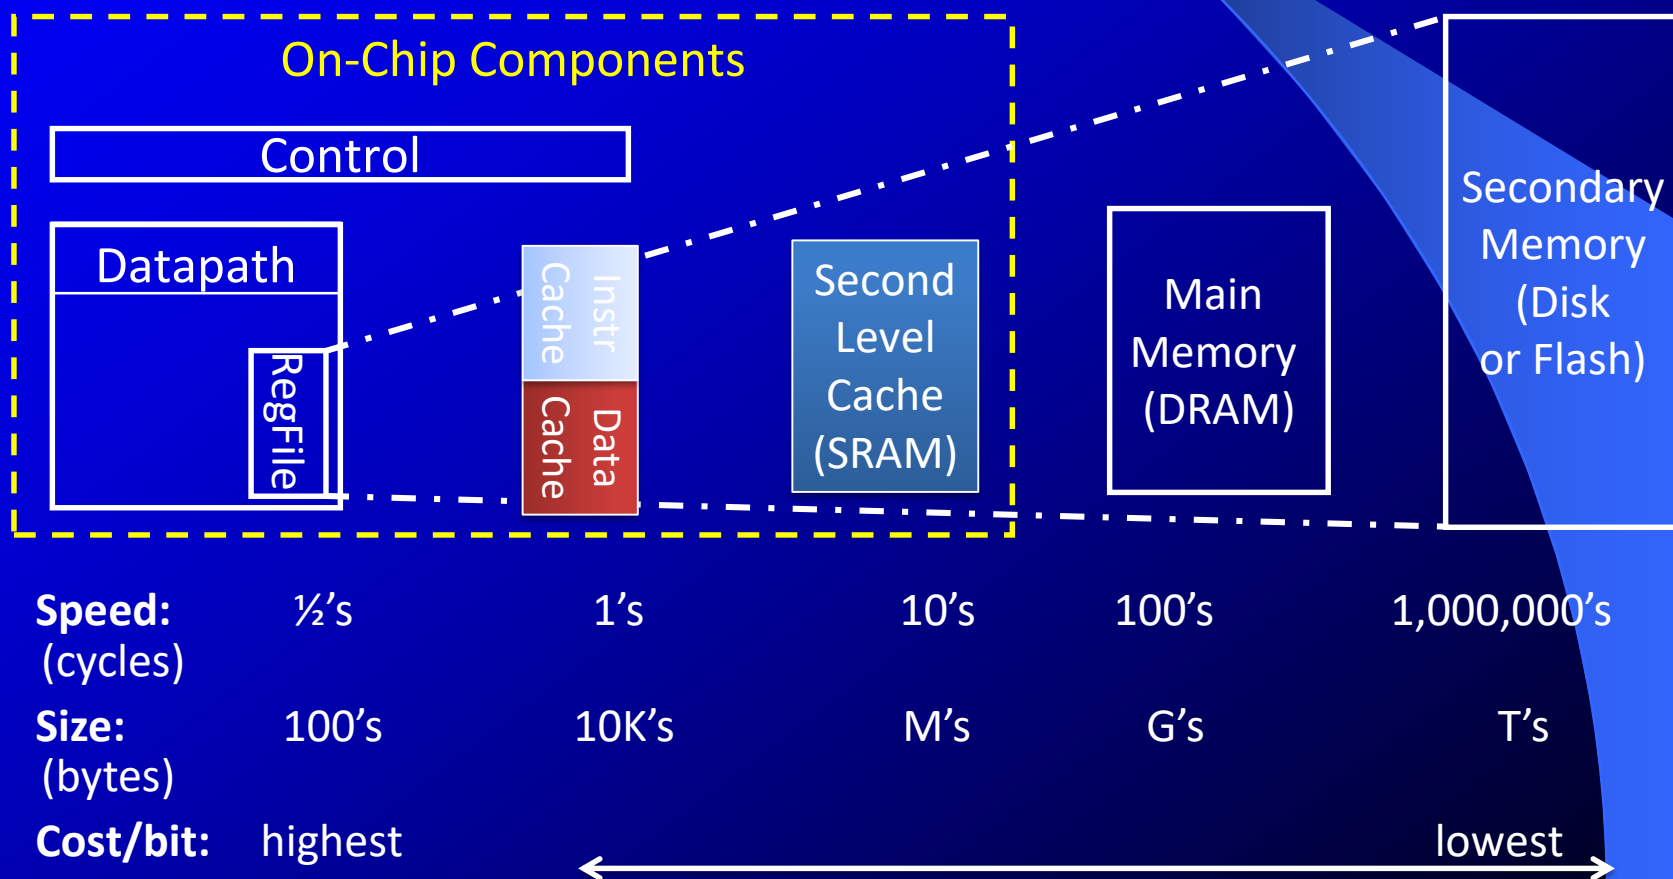 On-Chip Components
Control
Datapath
RegFile
Instr
Cache
Data
Cache
Second
Level
Cache
(SRAM)
Main
Memory
(DRAM)
Secondary
Memory
(Disk
or Flash)
Speed: ½’s 1’s 10’s 100’s 1,000,000’s
(cycles)
Size: 100’s 10K’s M’s G’s T’s
(bytes)
Cost/bit: highest lowest